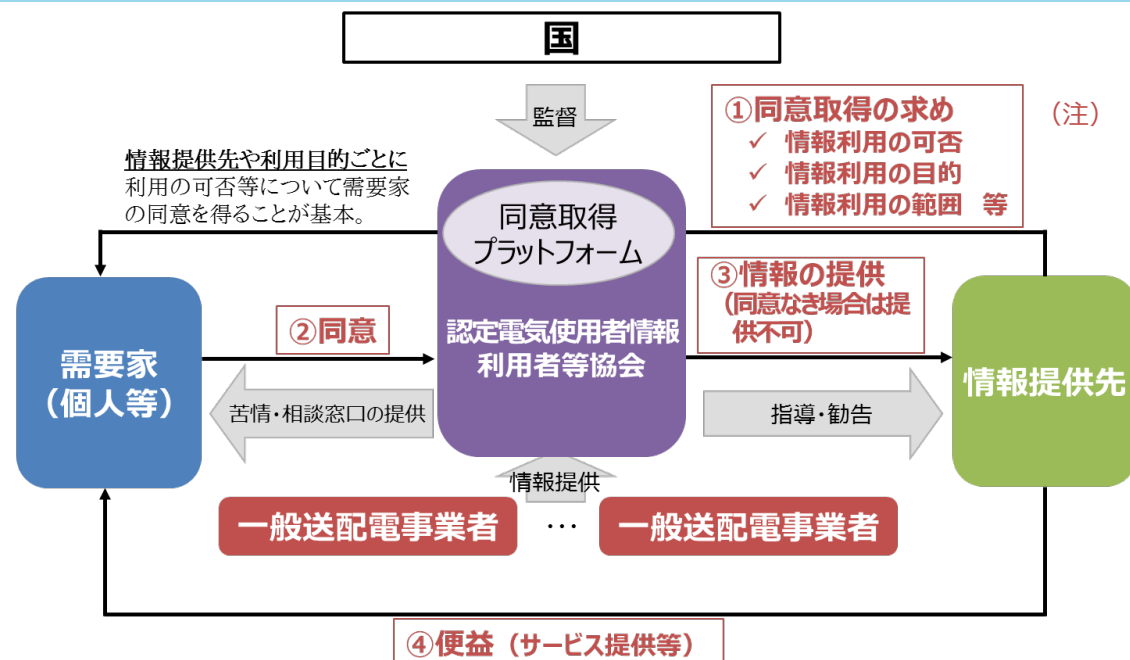 国
監督
①同意取得の求め
✓ 情報利用の可否
✓ 情報利用の目的
✓ 情報利用の範囲 等
（注）
情報提供先や利用目的ごとに
利用の可否等について需要家
の同意を得ることが基本。
同意取得
プラットフォーム
認定電気使用者情報
利用者等協会
③情報の提供
（同意なき場合は提
供不可）
②同意
需要家
（個人等）
情報提供先
苦情・相談窓口の提供
指導・勧告
情報提供
一般送配電事業者
…
一般送配電事業者
④便益（サービス提供等）